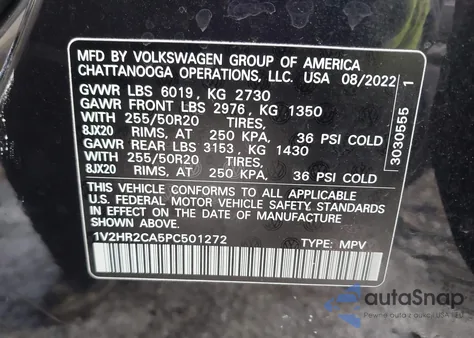 MFD BY VOLKSWAGEN GROUP OF AMERICA
CHATTANOOGA OPERATIONS, LLC. USA 08/2022
GVWR LBS 6019, KG 2730
GAWR FRONT LBS 2976, KG 1350
WITH 255/50R20 TIRES,
8JX20 RIMS, AT 250 KPA, 36 PSI COLD
GAWR REAR LBS 3153, KG 1430
WITH 255/50R20 TIRES,
8JX20 RIMS, AT 250 KPA, 36 PSI COLD
THIS VEHICLE CONFORMS TO ALL APPLICABLE
U.S. FEDERAL MOTOR VEHICLE SAFETY STANDARDS
IN EFFECT ON THE DATE OF MANUFACTURE
SHOWN ABOVE.
1V2HR2CA5PC501272 TYPE: MPV
3030555 1
autoSnap